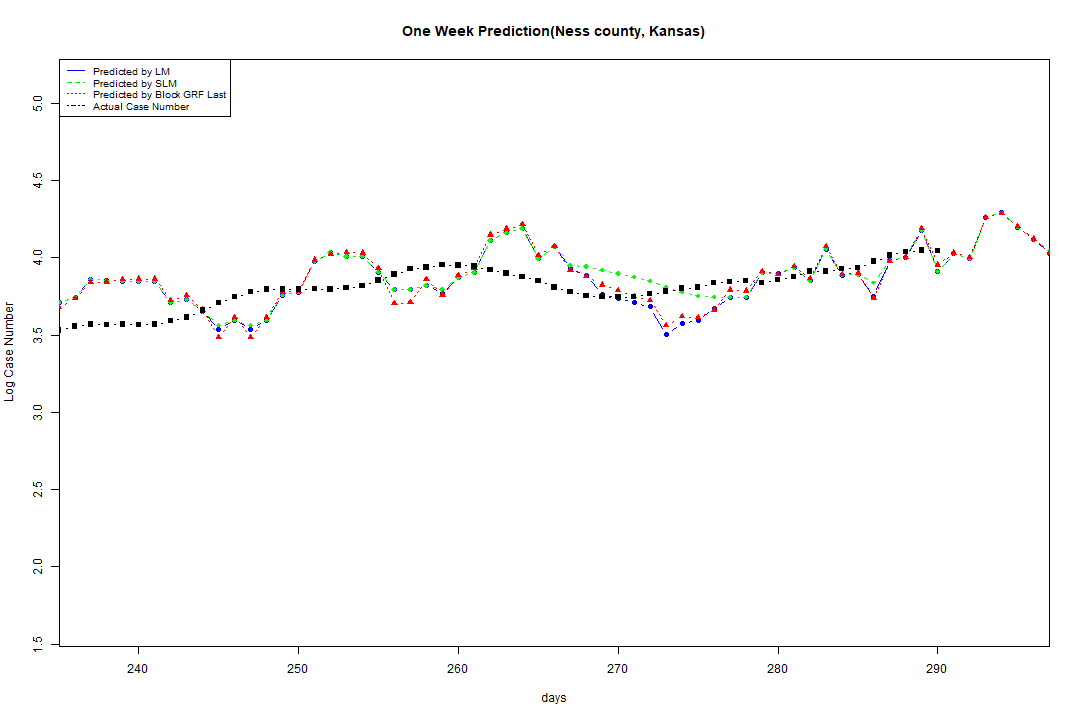 One Week Prediction(Ness county, Kansas)
Predicted by LM
Predicted by SLM
Predicted by Block GRF Last
Actual Case Number
5.0
4.5
4.0
3.5
3.0
2.5
2.0
1.5
Log Case Number
240 250 260 270 280 290
days